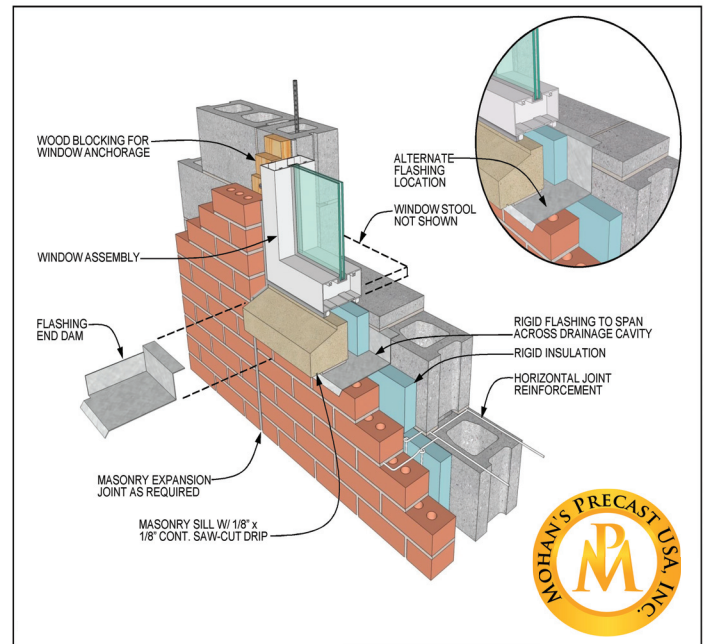 WOOD BLOCKING FOR
WINDOW ANCHORAGE
ALTERNATE
FLASHING
LOCATION
WINDOW STOOL
NOT SHOWN
WINDOW ASSEMBLY
FLASHING
END DAM
RIGID FLASHING TO SPAN
ACROSS DRAINAGE CAVITY
RIGID INSULATION
HORIZONTAL JOINT
REINFORCEMENT
MASONRY EXPANSION
JOINT AS REQUIRED
MASONRY SILL W/ 1/8" x
1/8" CONT. SAW-CUT DRIP
MOHAN'S PRECAST USA, INC.
PM